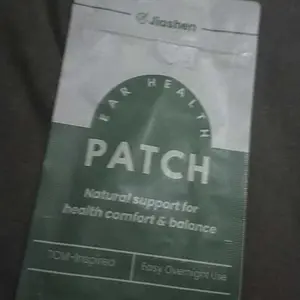 Jiashen
EAR HEALTH
PATCH
Natural support for
health comfort & balance
TCM-Inspired
Easy Overnight Use